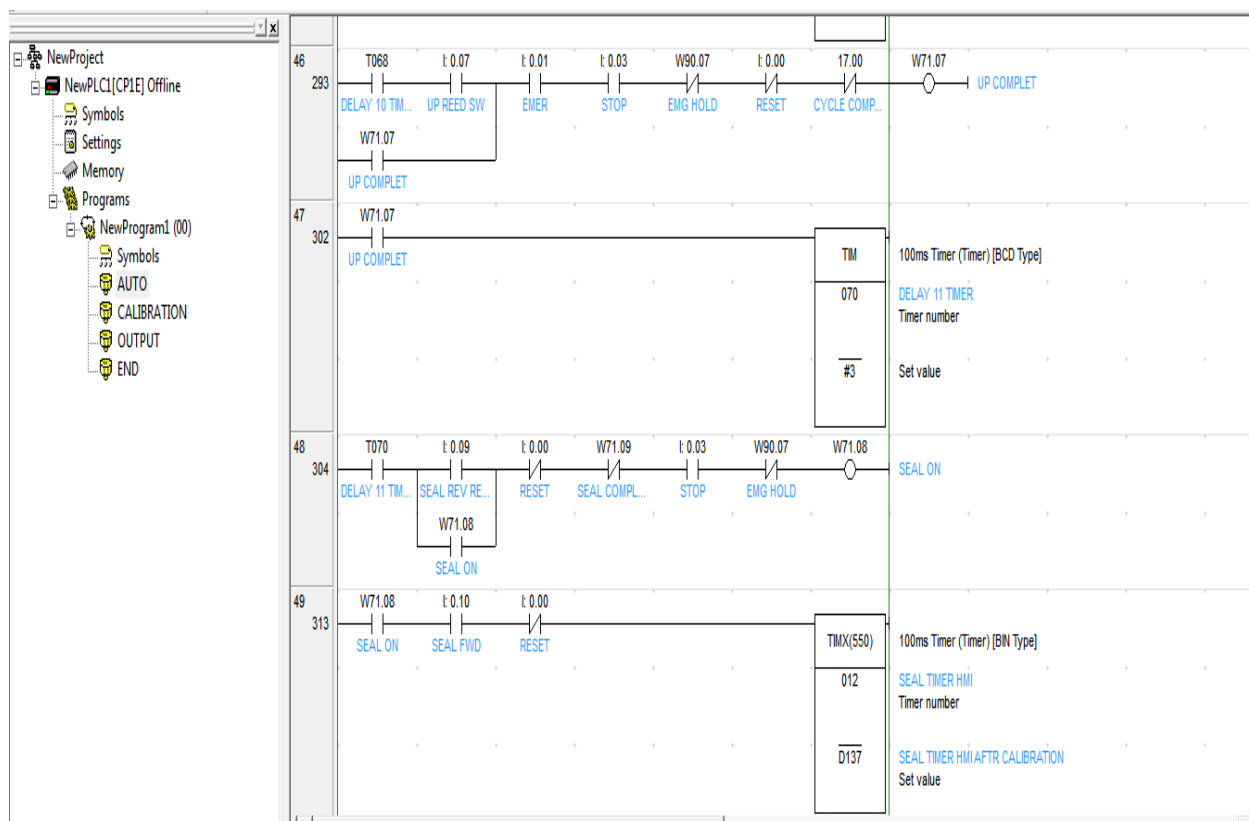 NewProject
NewPLC1[CP1E] Offline
Symbols
Settings
Memory
Programs
NewProgram1 (00)
Symbols
AUTO
CALIBRATION
OUTPUT
END
46
293
T068 I: 0.07 I: 0.01 I: 0.03 W90.07 I: 0.00 17.00 W71.07
UP COMPLET
DELAY 10 TIM... UP REED SW EMER STOP EMG HOLD RESET CYCLE COMP...
W71.07
UP COMPLET
47
302
W71.07
UP COMPLET
TIM 100ms Timer (Timer) [BCD Type]
070 DELAY 11 TIMER
Timer number
#3 Set value
48
304
T070 I: 0.09 I: 0.00 W71.09 I: 0.03 W90.07 W71.08
SEAL ON
DELAY 11 TIM... SEAL REV RE... RESET SEAL COMPL... STOP EMG HOLD
W71.08
SEAL ON
49
313
W71.08 I: 0.10 I: 0.00
SEAL ON SEAL FWD RESET
TIMX(550) 100ms Timer (Timer) [BIN Type]
012 SEAL TIMER HMI
Timer number
D137 SEAL TIMER HMI AFTR CALIBRATION
Set value